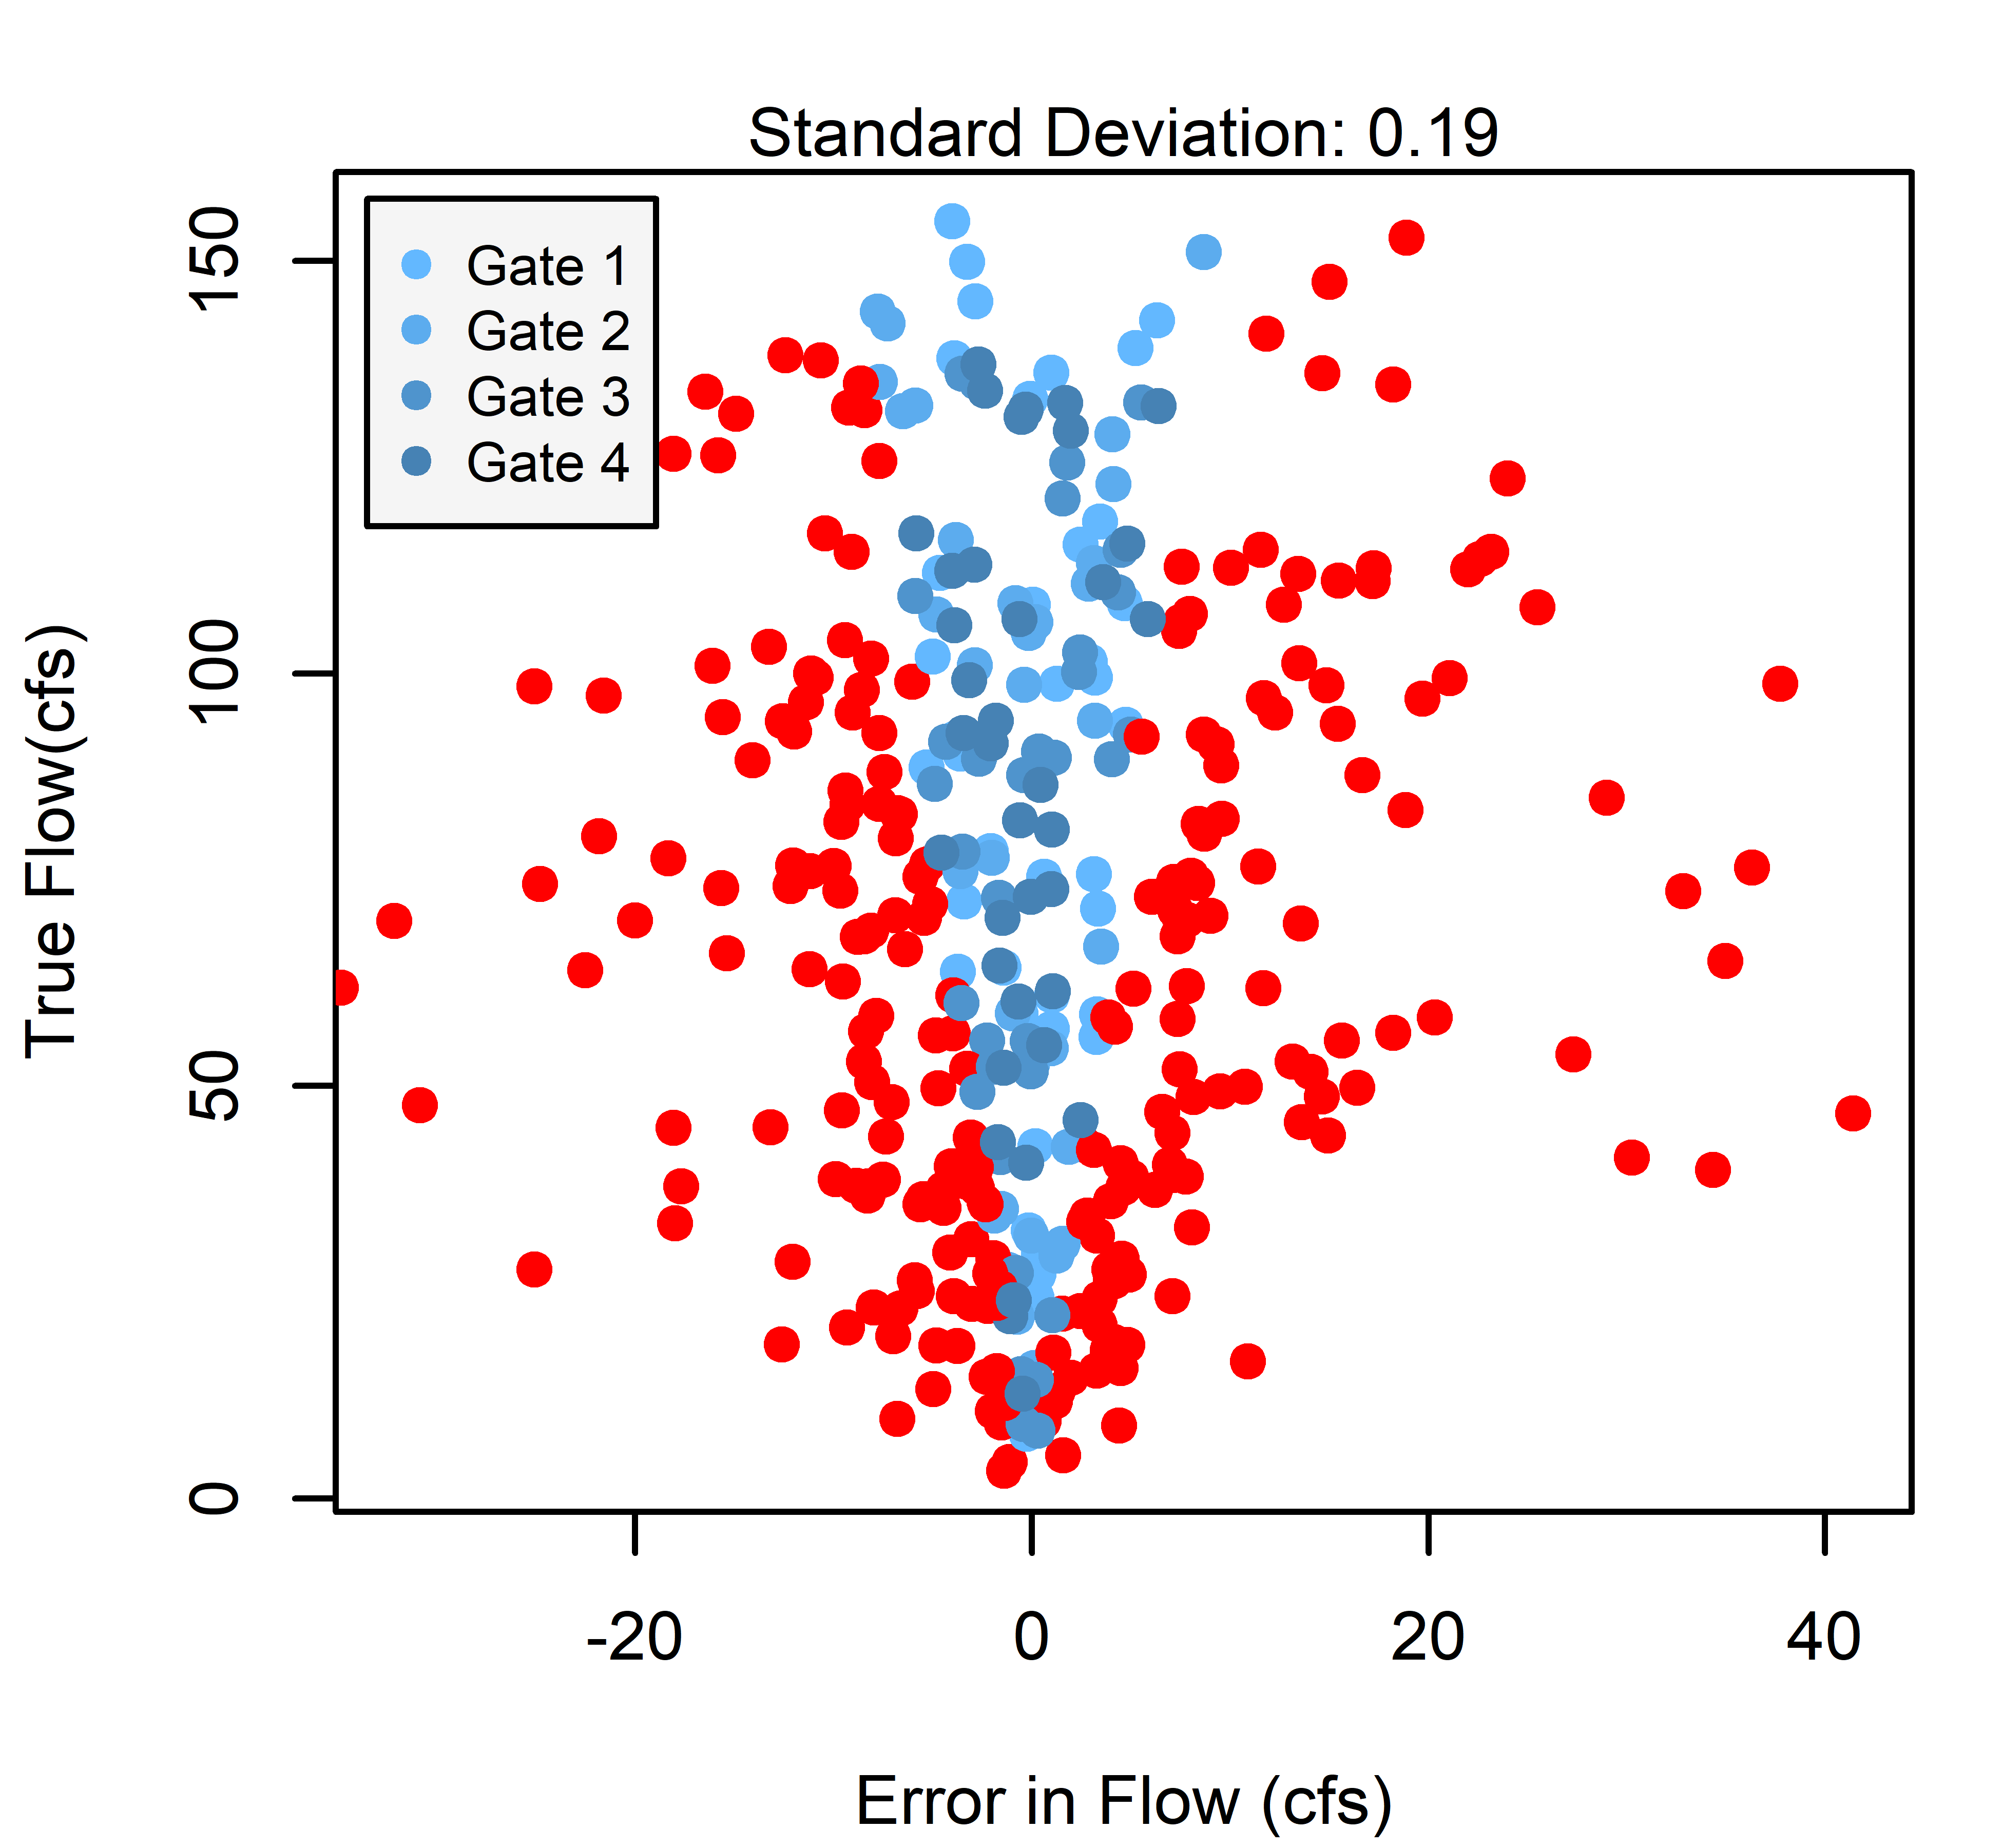 Standard Deviation: 0.19
Gate 1
Gate 2
Gate 3
Gate 4
True Flow(cfs)
150
100
50
0
-20 0 20 40
Error in Flow (cfs)